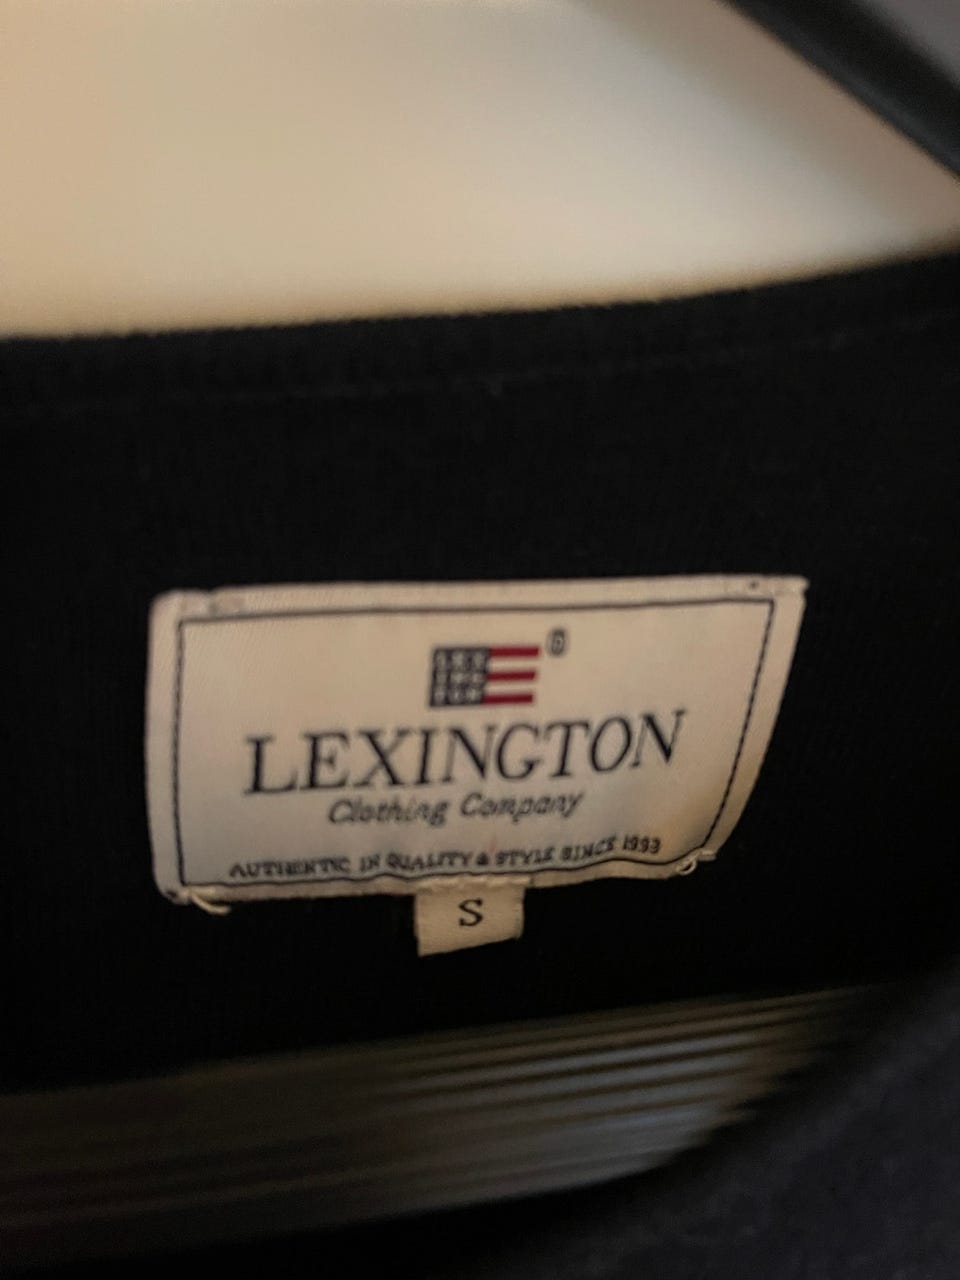 LEXINGTON
Clothing Company
AUTHENTIC IN QUALITY & STYLE SINCE 1993
S